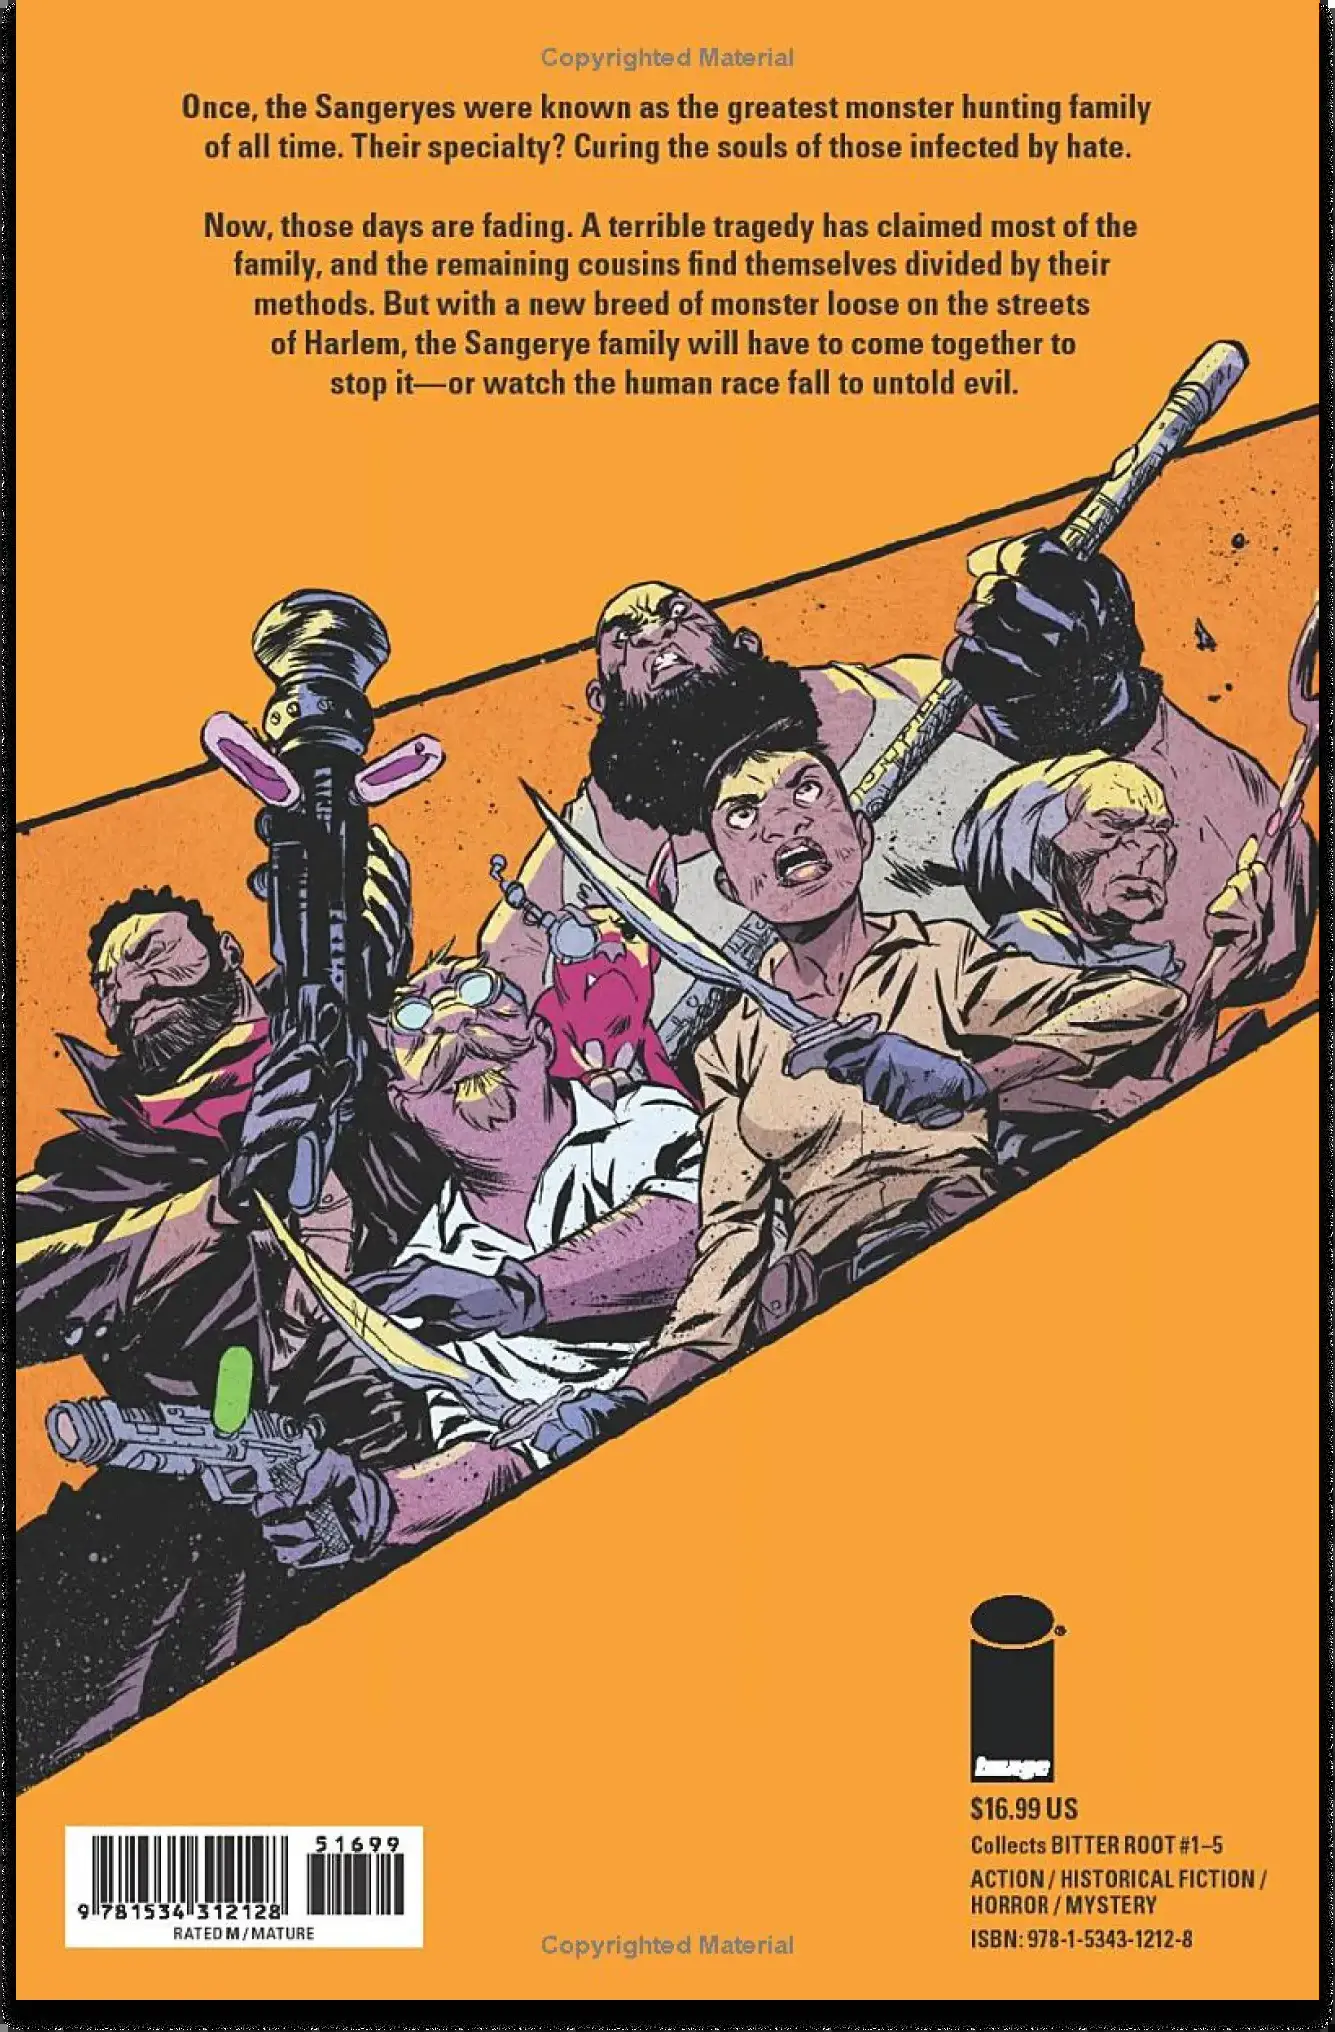 Copyrighted Material
Once, the Sangeryes were known as the greatest monster hunting family
of all time. Their specialty? Curing the souls of those infected by hate.
Now, those days are fading. A terrible tragedy has claimed most of the
family, and the remaining cousins find themselves divided by their
methods. But with a new breed of monster loose on the streets
of Harlem, the Sangerye family will have to come together to
stop it—or watch the human race fall to untold evil.
image
$16.99 US
Collects BITTER ROOT #1–5
ACTION / HISTORICAL FICTION /
HORROR / MYSTERY
ISBN: 978-1-5343-1212-8
51699
9 781534 312128
RATED M / MATURE
Copyrighted Material